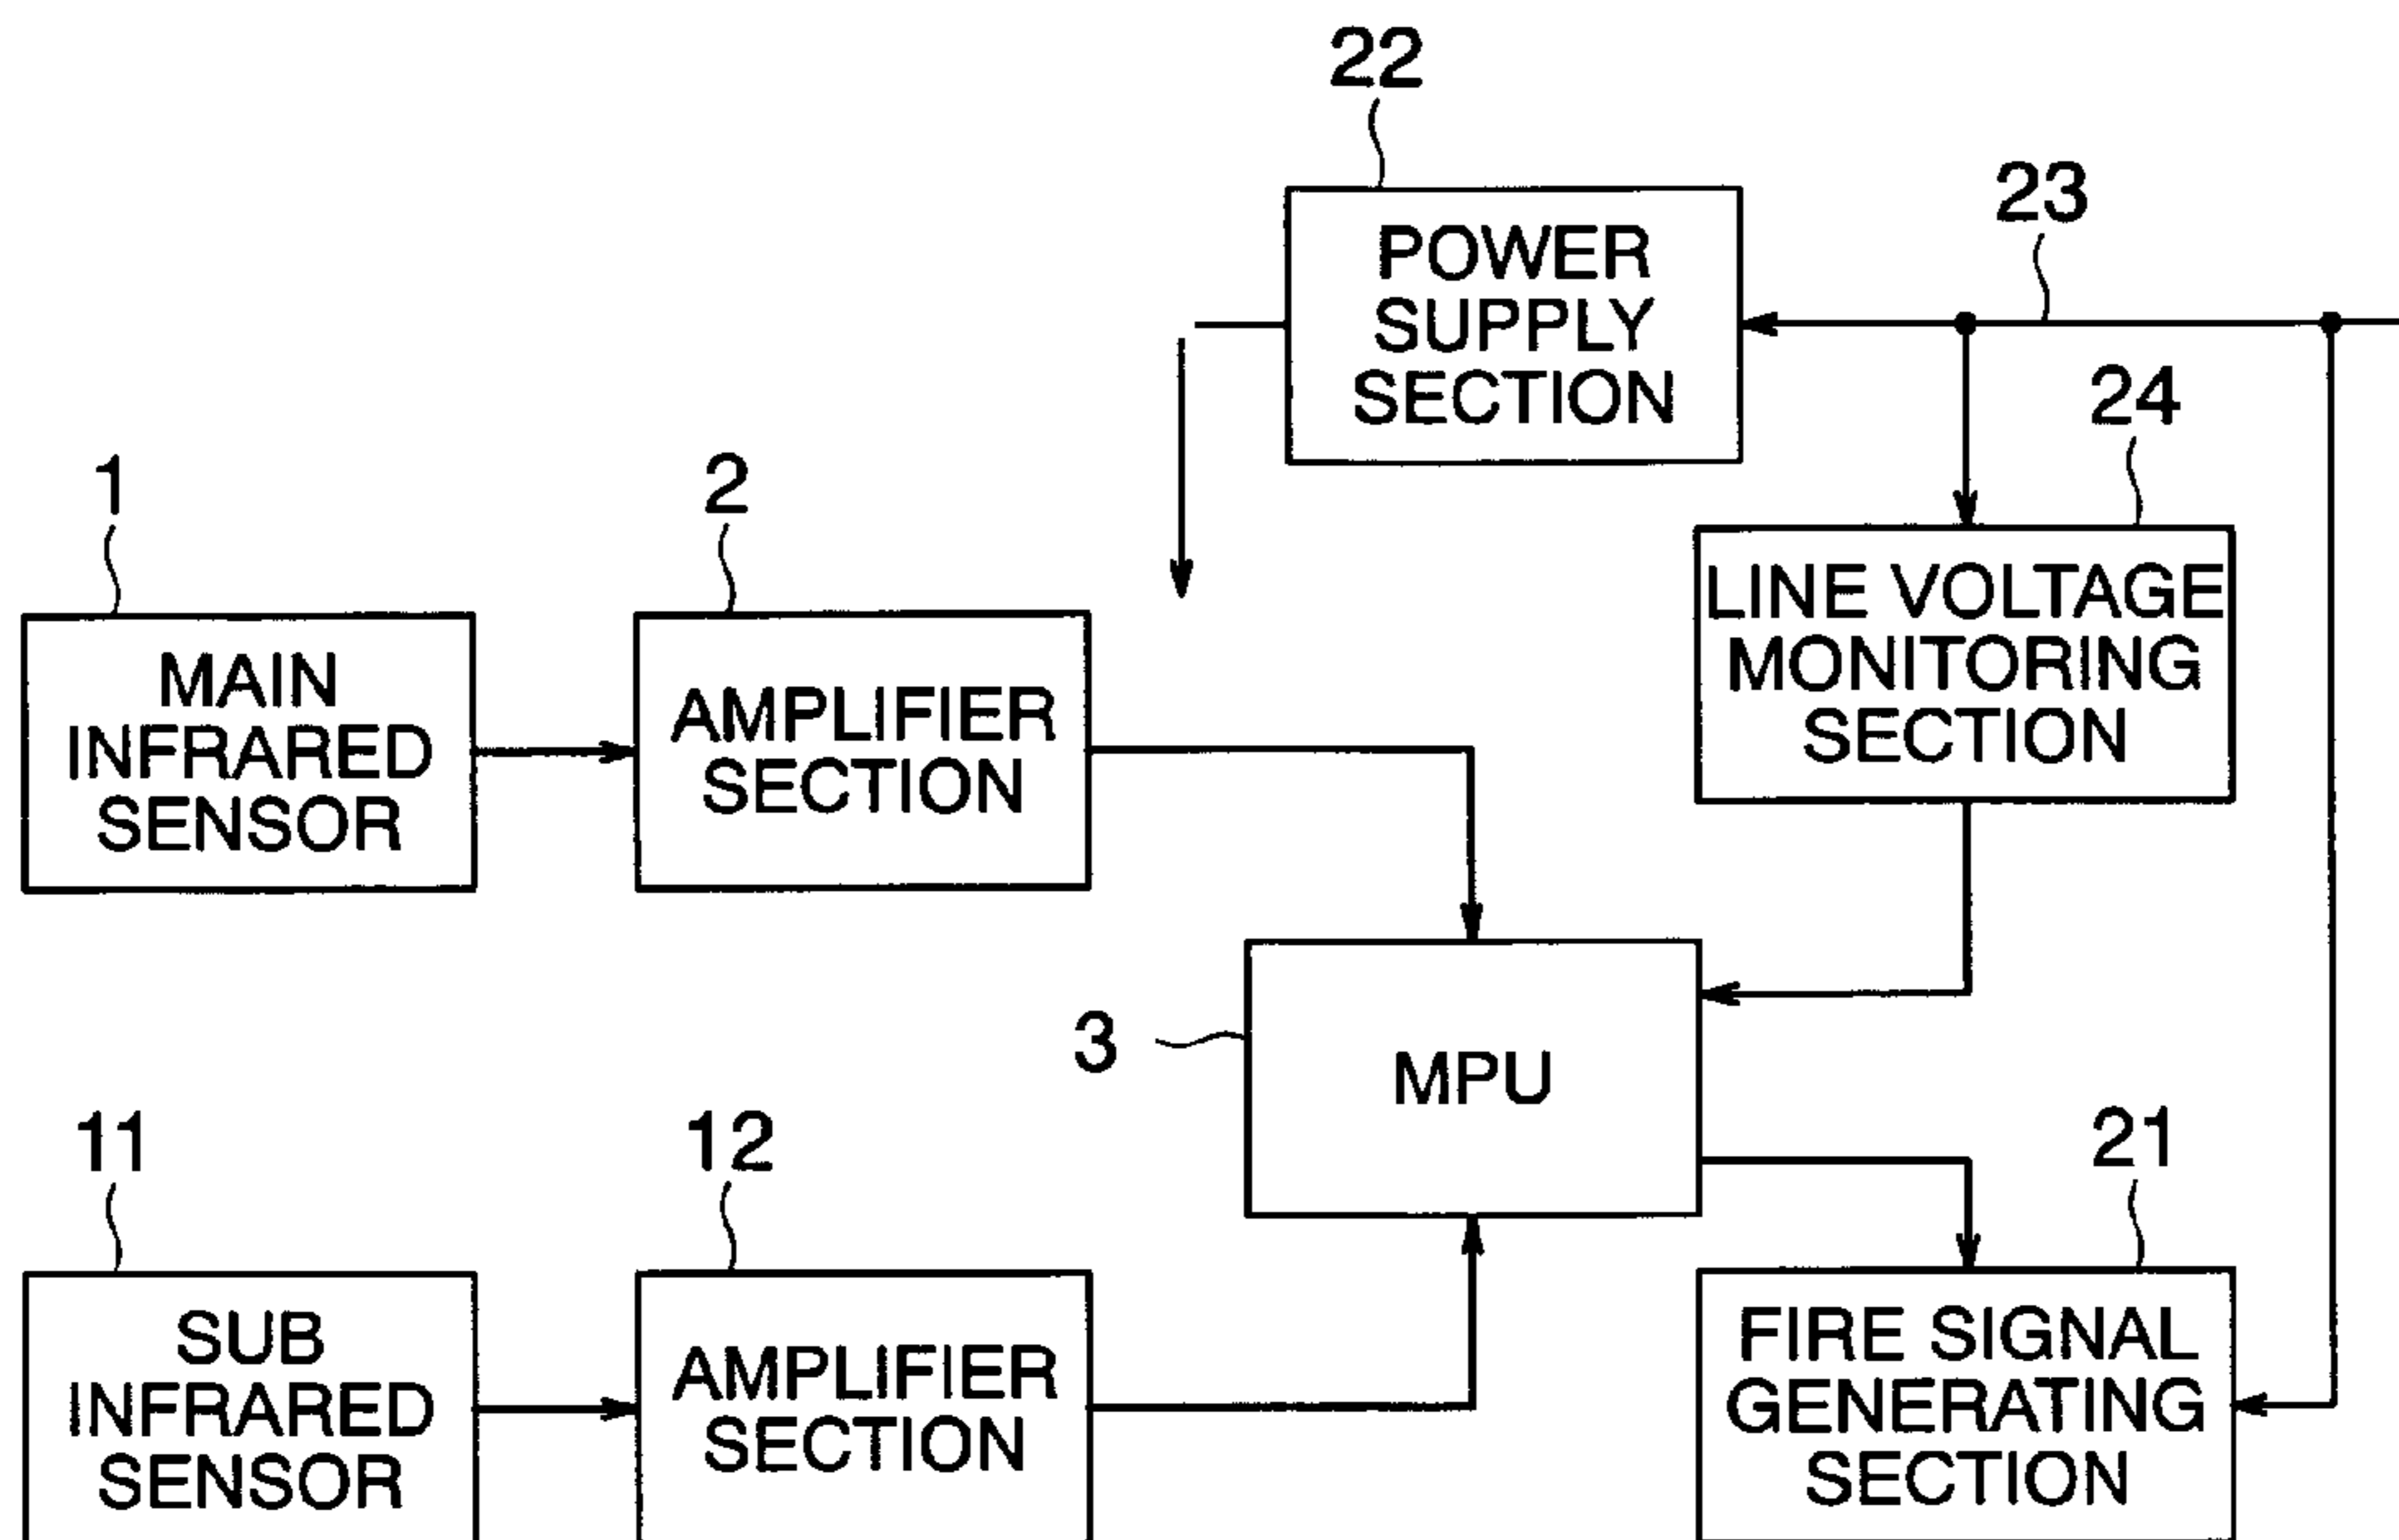 22
POWER
SUPPLY
SECTION
23
24
LINE VOLTAGE
MONITORING
SECTION
1
MAIN
INFRARED
SENSOR
2
AMPLIFIER
SECTION
3
MPU
11
SUB
INFRARED
SENSOR
12
AMPLIFIER
SECTION
21
FIRE SIGNAL
GENERATING
SECTION